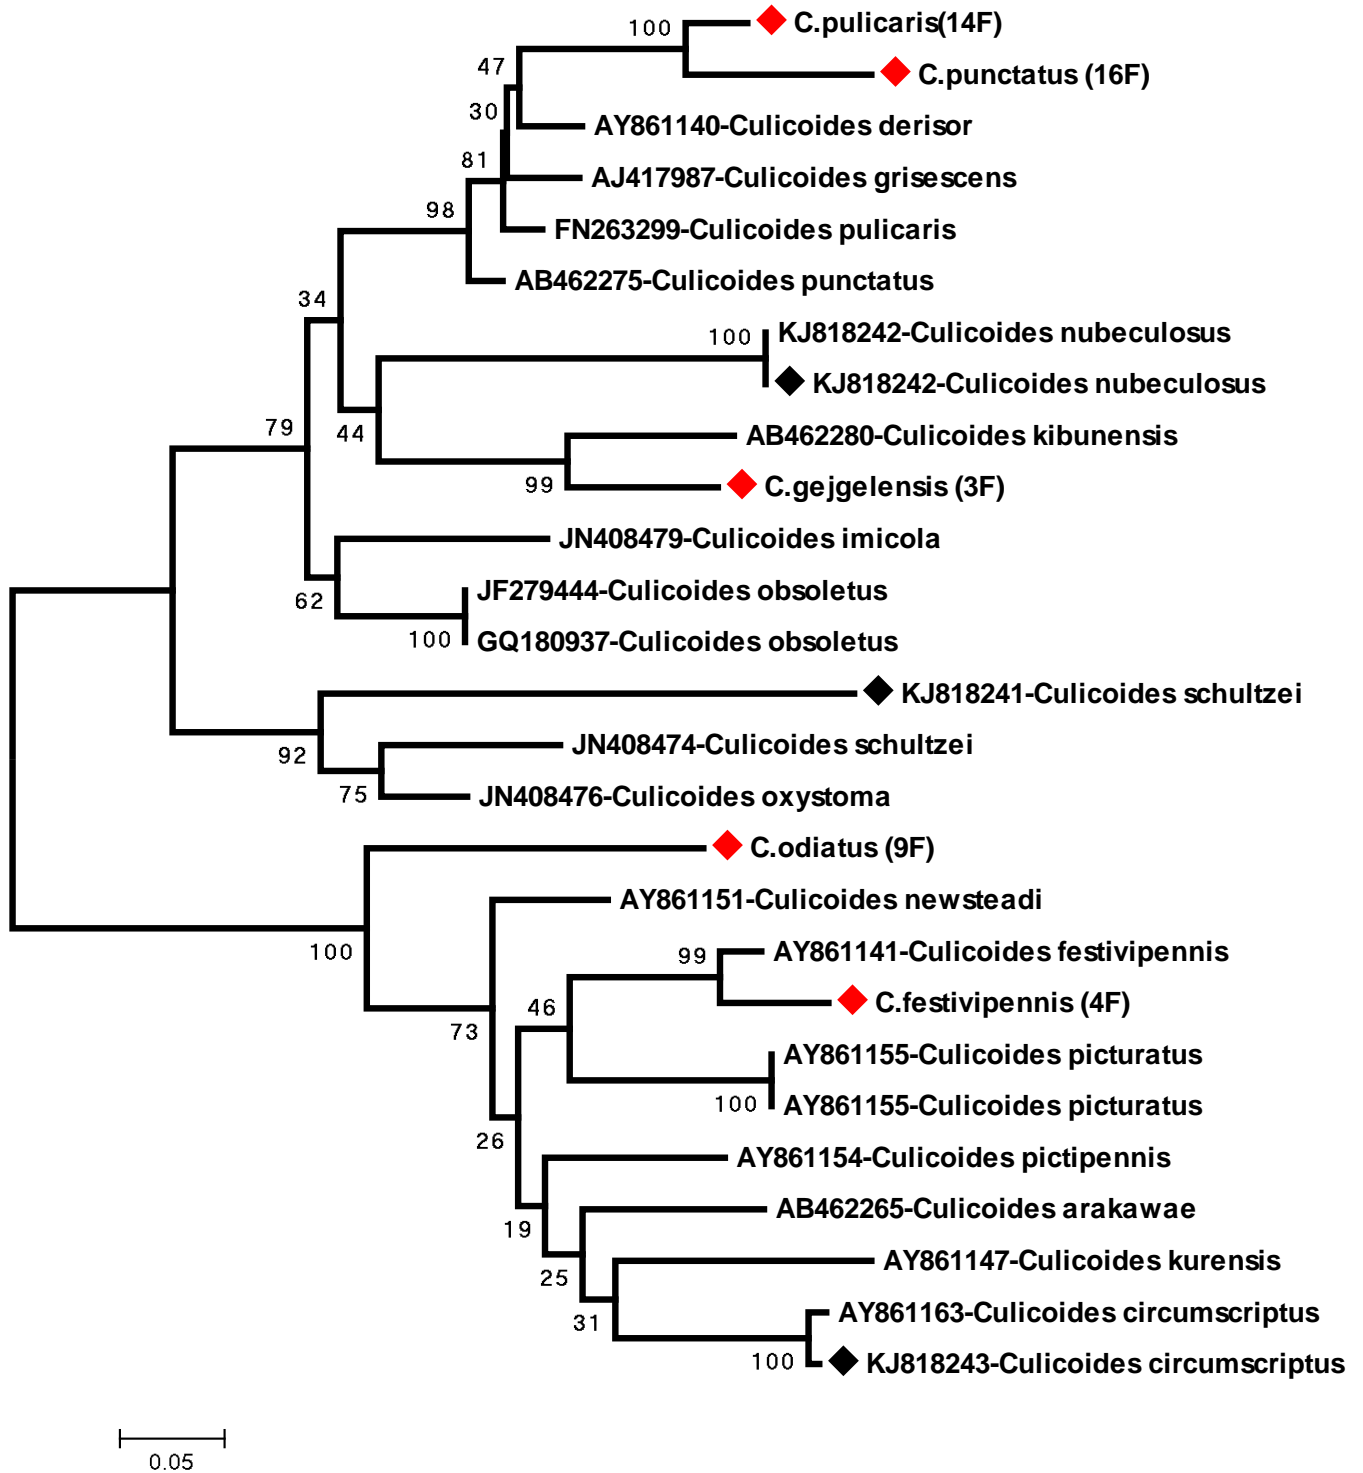 C.pulicaris(14F)
100
C.punctatus (16F)
47
30
AY861140-Culicoides derisor
81
AJ417987-Culicoides grisescens
98
FN263299-Culicoides pulicaris
AB462275-Culicoides punctatus
34
100
KJ818242-Culicoides nubeculosus
KJ818242-Culicoides nubeculosus
79
44
AB462280-Culicoides kibunensis
99
C.gejgelensis (3F)
JN408479-Culicoides imicola
62
JF279444-Culicoides obsoletus
100
GQ180937-Culicoides obsoletus
KJ818241-Culicoides schultzei
92
JN408474-Culicoides schultzei
75
JN408476-Culicoides oxystoma
C.odiatus (9F)
AY861151-Culicoides newsteadi
100
99
AY861141-Culicoides festivipennis
C.festivipennis (4F)
46
73
AY861155-Culicoides picturatus
100
AY861155-Culicoides picturatus
26
AY861154-Culicoides pictipennis
19
AB462265-Culicoides arakawae
25
AY861147-Culicoides kurensis
31
AY861163-Culicoides circumscriptus
100
KJ818243-Culicoides circumscriptus
0.05